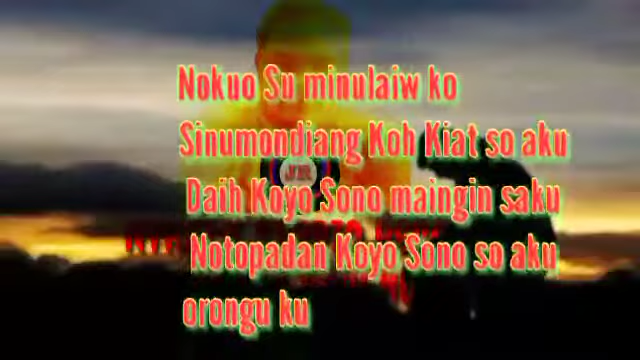 Nokuo Su minulaiw ko
Sinumondiang Koh Kiat so aku
Daih Koyo Sono maingin saku
Notopadan Koyo Sono so aku
orongu ku